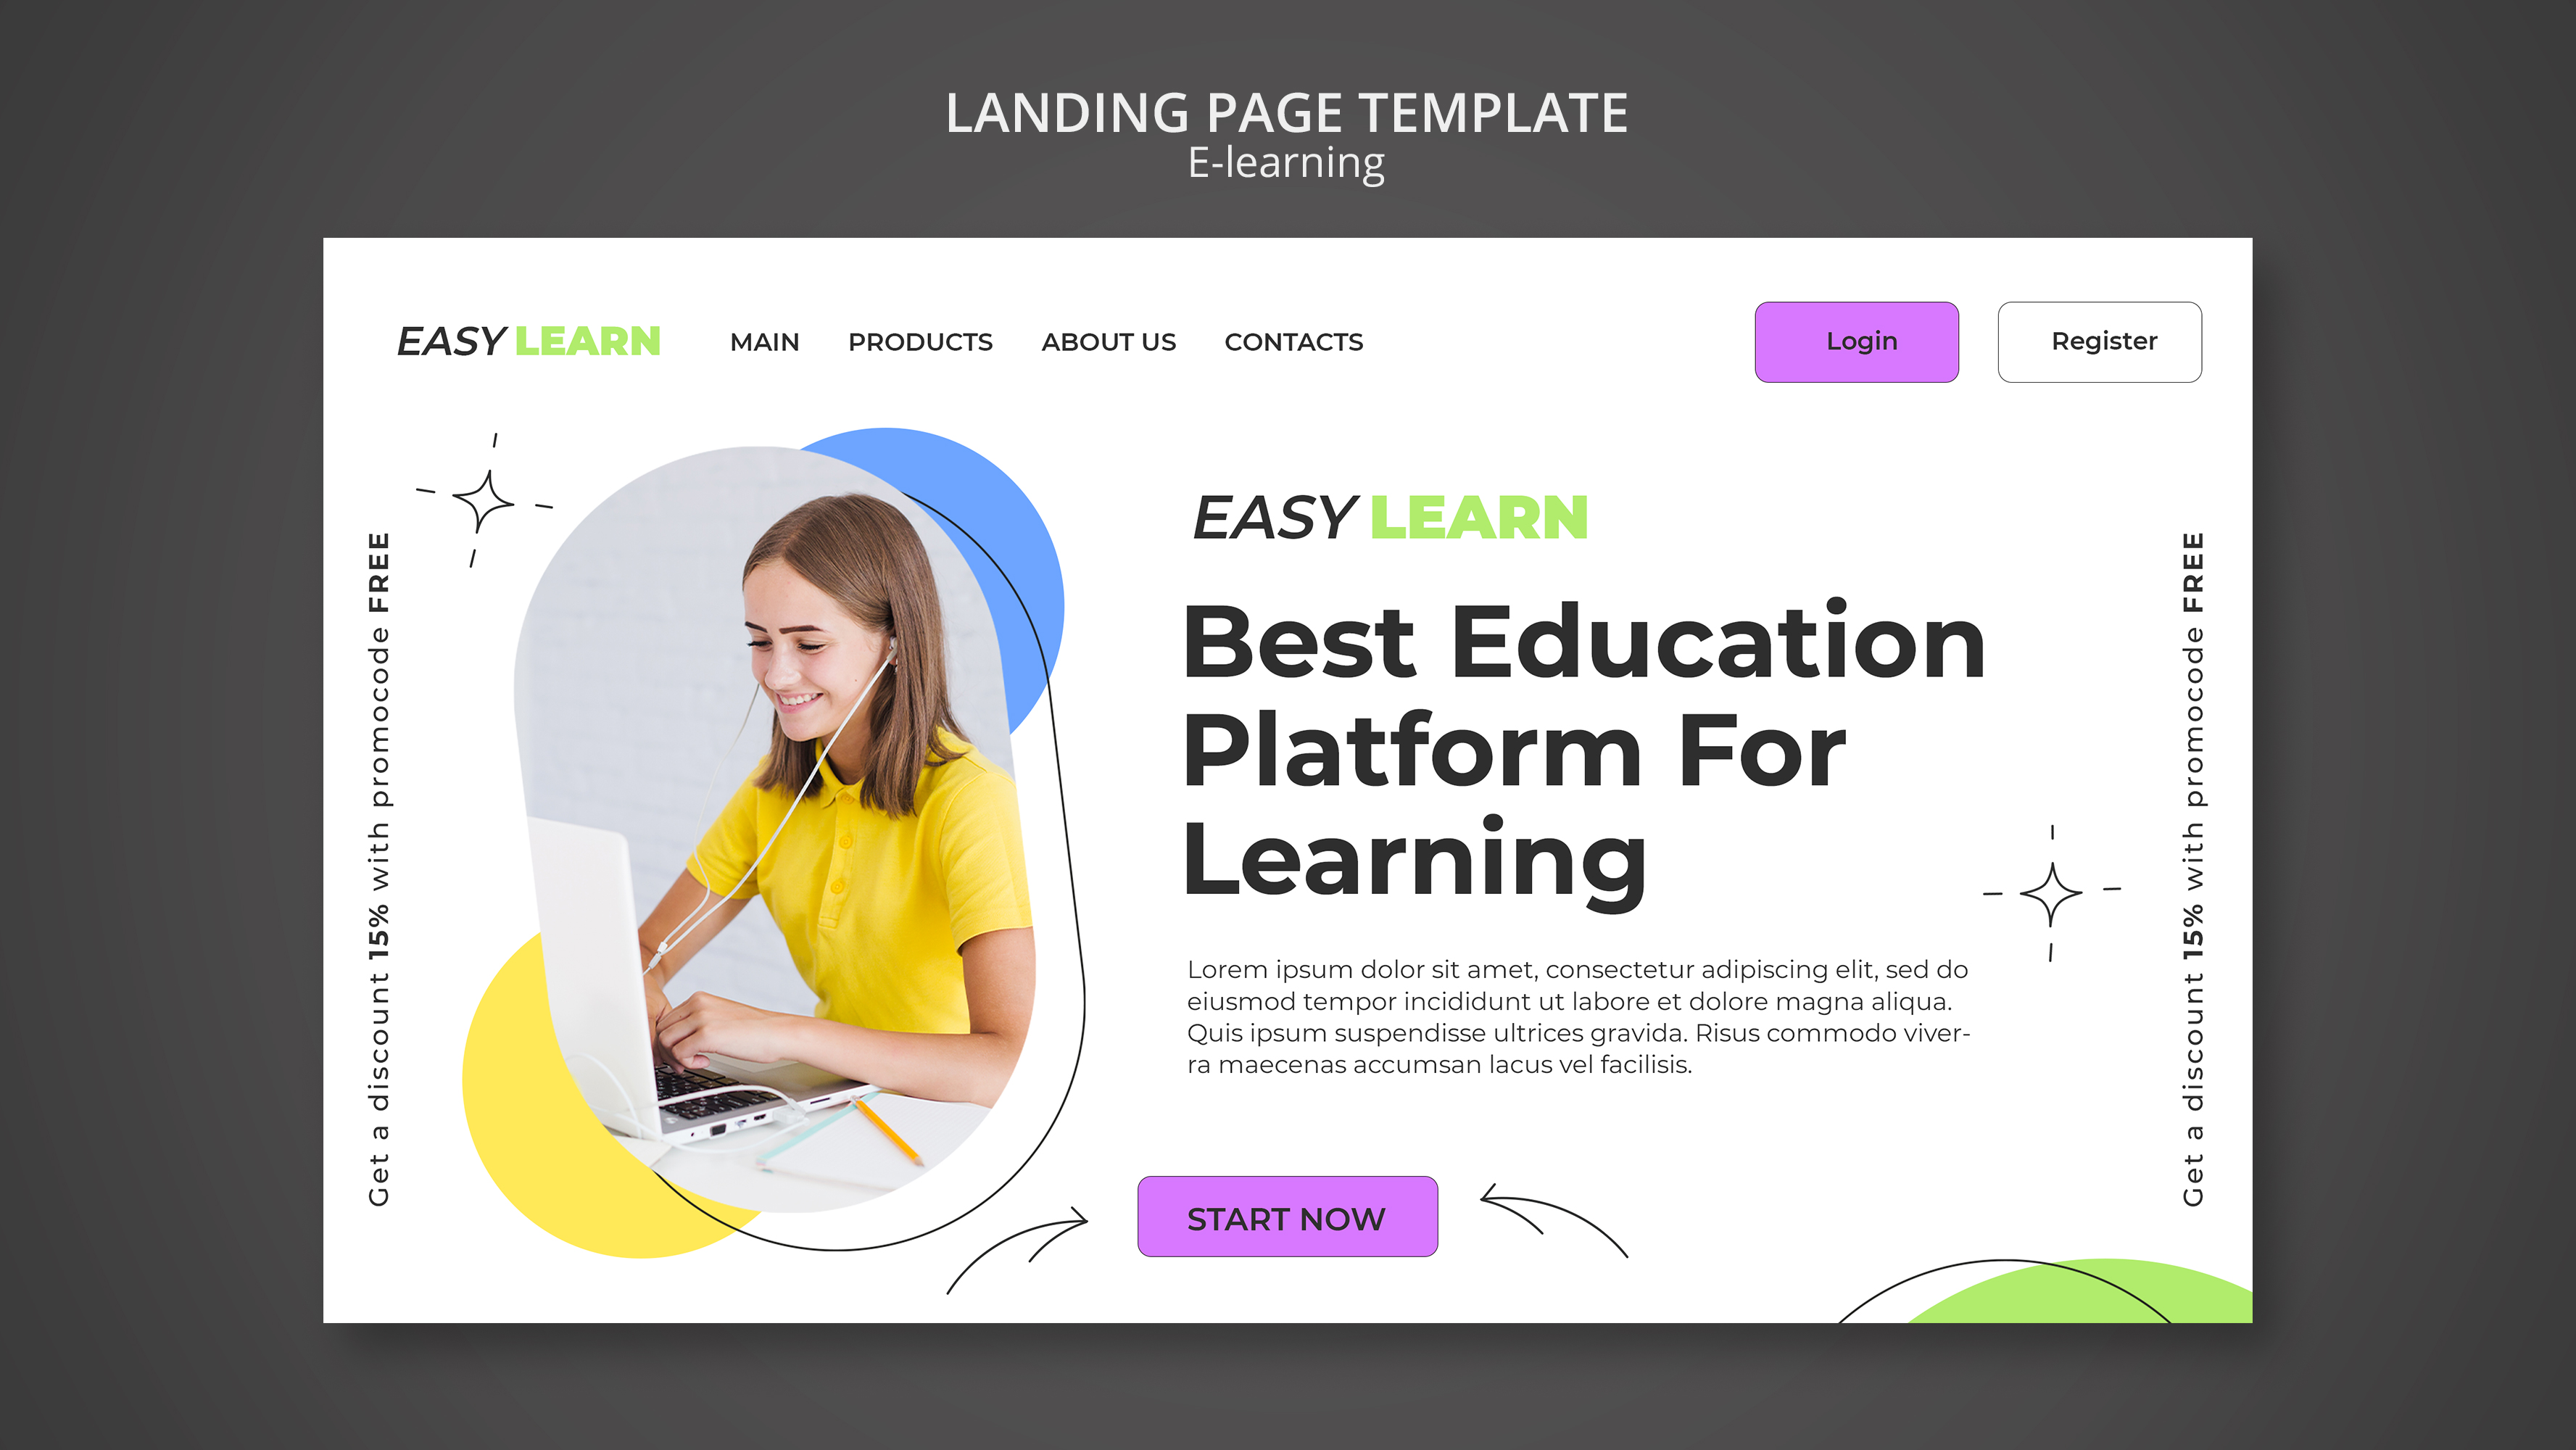 LANDING PAGE TEMPLATE
E-learning
EASY LEARN
MAIN
PRODUCTS
ABOUT US
CONTACTS
Login
Register
Get a discount 15% with promocode FREE
EASY LEARN
Best Education
Platform For
Learning
Lorem ipsum dolor sit amet, consectetur adipiscing elit, sed do
eiusmod tempor incididunt ut labore et dolore magna aliqua.
Quis ipsum suspendisse ultrices gravida. Risus commodo viver-
ra maecenas accumsan lacus vel facilisis.
START NOW
Get a discount 15% with promocode FREE